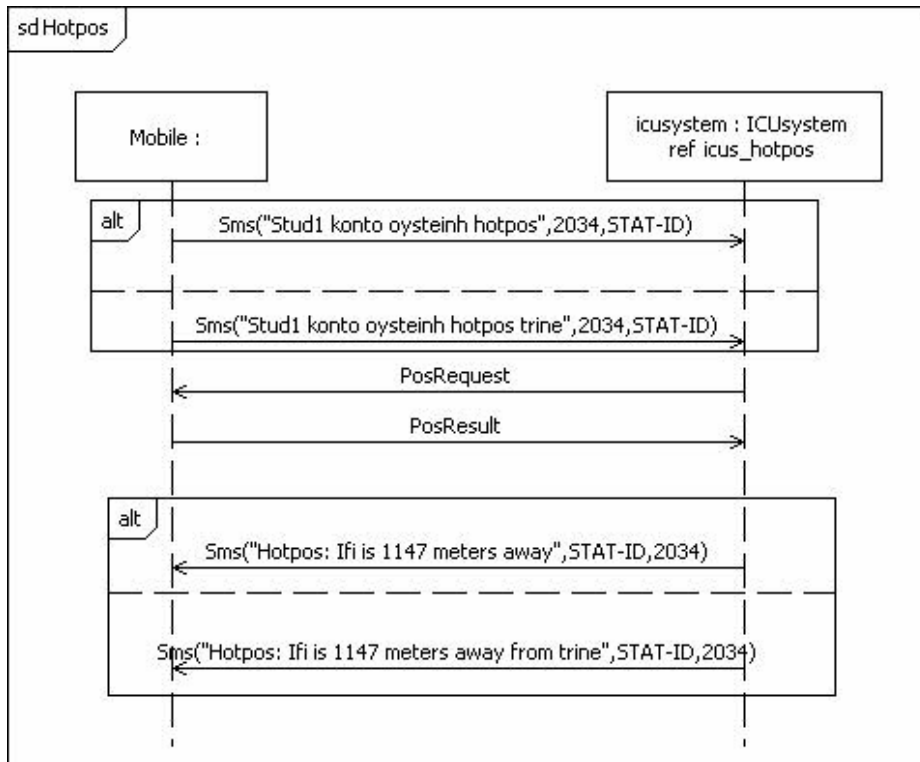 sd Hotpos
Mobile :
icusystem : ICUsystem
ref icus_hotpos
alt
Sms("Stud1 konto oysteinh hotpos",2034,STAT-ID)
Sms("Stud1 konto oysteinh hotpos trine",2034,STAT-ID)
PosRequest
PosResult
alt
Sms("Hotpos: Ifi is 1147 meters away",STAT-ID,2034)
Sms("Hotpos: Ifi is 1147 meters away from trine",STAT-ID,2034)